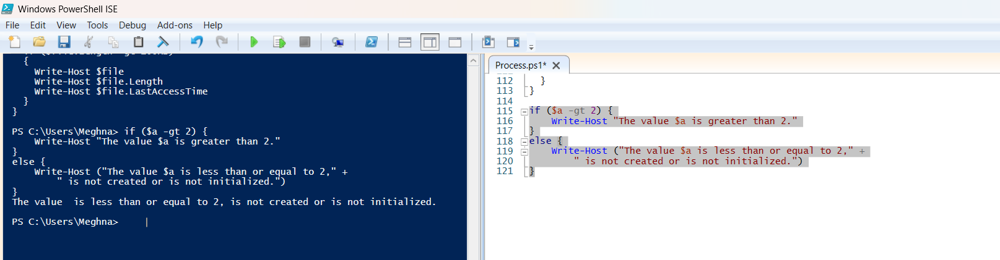 Windows PowerShell ISE
File Edit View Tools Debug Add-ons Help
{
Write-Host $file
Write-Host $file.Length
Write-Host $file.LastAccessTime
}
}
PS C:\Users\Meghna> if ($a -gt 2) {
Write-Host "The value $a is greater than 2."
}
else {
Write-Host ("The value $a is less than or equal to 2," +
" is not created or is not initialized.")
}
The value  is less than or equal to 2, is not created or is not initialized.
PS C:\Users\Meghna>
Process.ps1*
112 }
113 }
114
115 if ($a -gt 2) {
116 Write-Host "The value $a is greater than 2."
117 }
118 else {
119 Write-Host ("The value $a is less than or equal to 2," +
120 " is not created or is not initialized.")
121 }